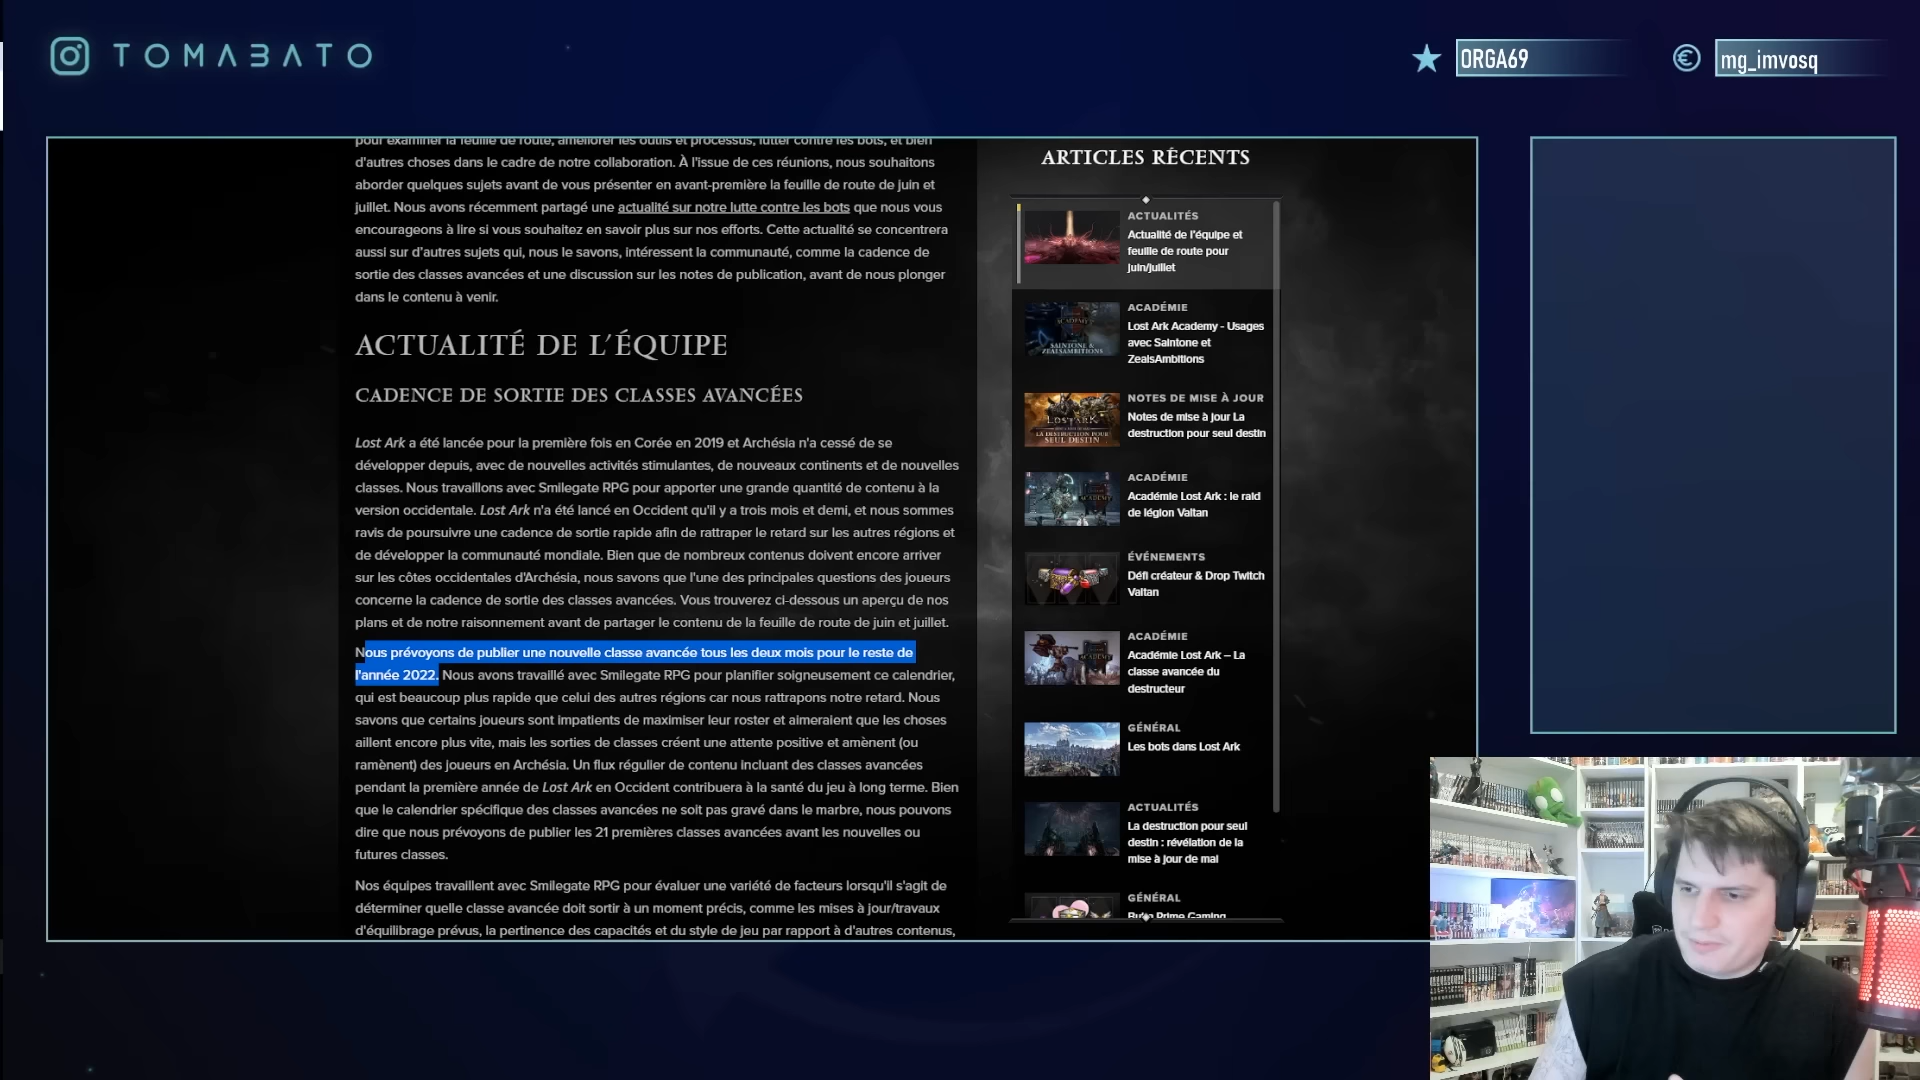 TOMABATO
ORGA69
mg_imvosq
pour examiner la feuille de route, améliorer les outils et processus, lutter contre les bots, et bien
d'autres choses dans le cadre de notre collaboration. À l'issue de ces réunions, nous souhaitons
aborder quelques sujets avant de vous présenter en avant-première la feuille de route de juin et
juillet. Nous avons récemment partagé une actualité sur notre lutte contre les bots que nous vous
encourageons à lire si vous souhaitez en savoir plus sur nos efforts. Cette actualité se concentrera
aussi sur d'autres sujets qui, nous le savons, intéressent la communauté, comme la cadence de
sortie des classes avancées et une discussion sur les notes de publication, avant de nous plonger
dans le contenu à venir.
ACTUALITÉ DE L'ÉQUIPE
CADENCE DE SORTIE DES CLASSES AVANCÉES
Lost Ark a été lancée pour la première fois en Corée en 2019 et Archésia n'a cessé de se
développer depuis, avec de nouvelles activités stimulantes, de nouveaux continents et de nouvelles
classes. Nous travaillons avec Smilegate RPG pour apporter une grande quantité de contenu à la
version occidentale. Lost Ark n'a été lancé en Occident qu'il y a trois mois et demi, et nous sommes
ravis de poursuivre une cadence de sortie rapide afin de rattraper le retard sur les autres régions et
de développer la communauté mondiale. Bien que de nombreux contenus doivent encore arriver
sur les côtes occidentales d'Archésia, nous savons que l'une des principales questions des joueurs
concerne la cadence de sortie des classes avancées. Vous trouverez ci-dessous un aperçu de nos
plans et de notre raisonnement avant de partager le contenu de la feuille de route de juin et juillet.
Nous prévoyons de publier une nouvelle classe avancée tous les deux mois pour le reste de
l'année 2022. Nous avons travaillé avec Smilegate RPG pour planifier soigneusement ce calendrier,
qui est beaucoup plus rapide que celui des autres régions car nous rattrapons notre retard. Nous
savons que certains joueurs sont impatients de maximiser leur roster et aimeraient que les choses
aillent encore plus vite, mais les sorties de classes créent une attente positive et amènent (ou
ramènent) des joueurs en Archésia. Un flux régulier de contenu incluant des classes avancées
pendant la première année de Lost Ark en Occident contribuera à la santé du jeu à long terme. Bien
que le calendrier spécifique des classes avancées ne soit pas gravé dans le marbre, nous pouvons
dire que nous prévoyons de publier les 21 premières classes avancées avant les nouvelles ou
futures classes.
Nos équipes travaillent avec Smilegate RPG pour évaluer une variété de facteurs lorsqu'il s'agit de
déterminer quelle classe avancée doit sortir à un moment précis, comme les mises à jour/travaux
d'équilibrage prévus, la pertinence des capacités et du style de jeu par rapport à d'autres contenus,
ARTICLES RÉCENTS
ACTUALITÉS
Actualité de l'équipe et
feuille de route pour
juin/juillet
ACADÉMIE
Lost Ark Academy - Usages
avec Saintone et
ZealsAmbitions
NOTES DE MISE À JOUR
Notes de mise à jour La
destruction pour seul destin
ACADÉMIE
Académie Lost Ark : le raid
de légion Valtan
ÉVÉNEMENTS
Défi créateur & Drop Twitch
Valtan
ACADÉMIE
Académie Lost Ark – La
classe avancée du
destructeur
GÉNÉRAL
Les bots dans Lost Ark
ACTUALITÉS
La destruction pour seul
destin : révélation de la
mise à jour de mai
GÉNÉRAL
Prime Gaming